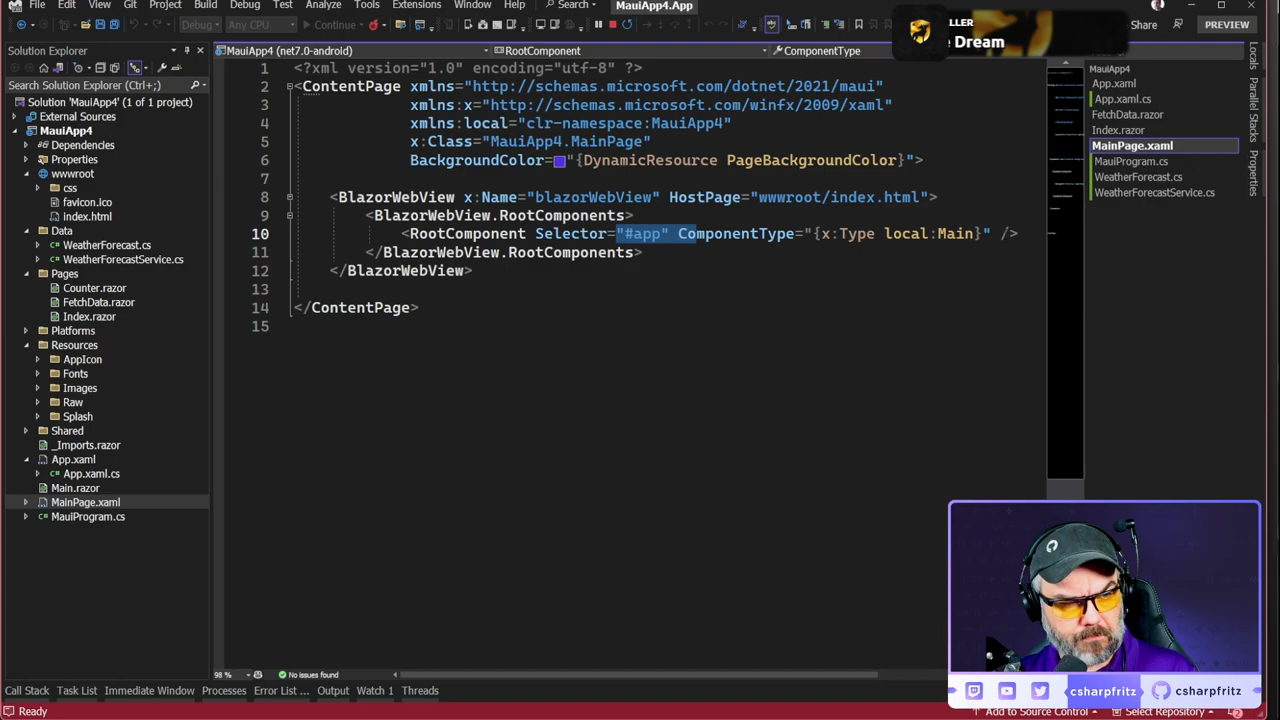 File Edit View Git Project Build Debug Test Analyze Tools Extensions Window Help Search MauiApp4.App
Debug Any CPU Continue Share PREVIEW
LLER
e Dream
Solution Explorer
Search Solution Explorer (Ctrl+;)
Solution 'MauiApp4' (1 of 1 project)
External Sources
MauiApp4
Dependencies
Properties
wwwroot
css
favicon.ico
index.html
Data
WeatherForecast.cs
WeatherForecastService.cs
Pages
Counter.razor
FetchData.razor
Index.razor
Platforms
Resources
AppIcon
Fonts
Images
Raw
Splash
Shared
_Imports.razor
App.xaml
App.xaml.cs
Main.razor
MainPage.xaml
MauiProgram.cs
MauiApp4 (net7.0-android) RootComponent ComponentType
1 <?xml version="1.0" encoding="utf-8" ?>
2 <ContentPage xmlns="http://schemas.microsoft.com/dotnet/2021/maui"
3 xmlns:x="http://schemas.microsoft.com/winfx/2009/xaml"
4 xmlns:local="clr-namespace:MauiApp4"
5 x:Class="MauiApp4.MainPage"
6 BackgroundColor="{DynamicResource PageBackgroundColor}">
7
8 <BlazorWebView x:Name="blazorWebView" HostPage="wwwroot/index.html">
9 <BlazorWebView.RootComponents>
10 <RootComponent Selector="#app" ComponentType="{x:Type local:Main}" />
11 </BlazorWebView.RootComponents>
12 </BlazorWebView>
13
14 </ContentPage>
15
MauiApp4
App.xaml
App.xaml.cs
FetchData.razor
Index.razor
MainPage.xaml
MauiProgram.cs
WeatherForecast.cs
WeatherForecastService.cs
Locals
Parallel Stacks
Properties
98 % No issues found
Call Stack Task List Immediate Window Processes Error List ... Output Watch 1 Threads
csharpfritz csharpfritz
Ready Add to Source Control Select Repository